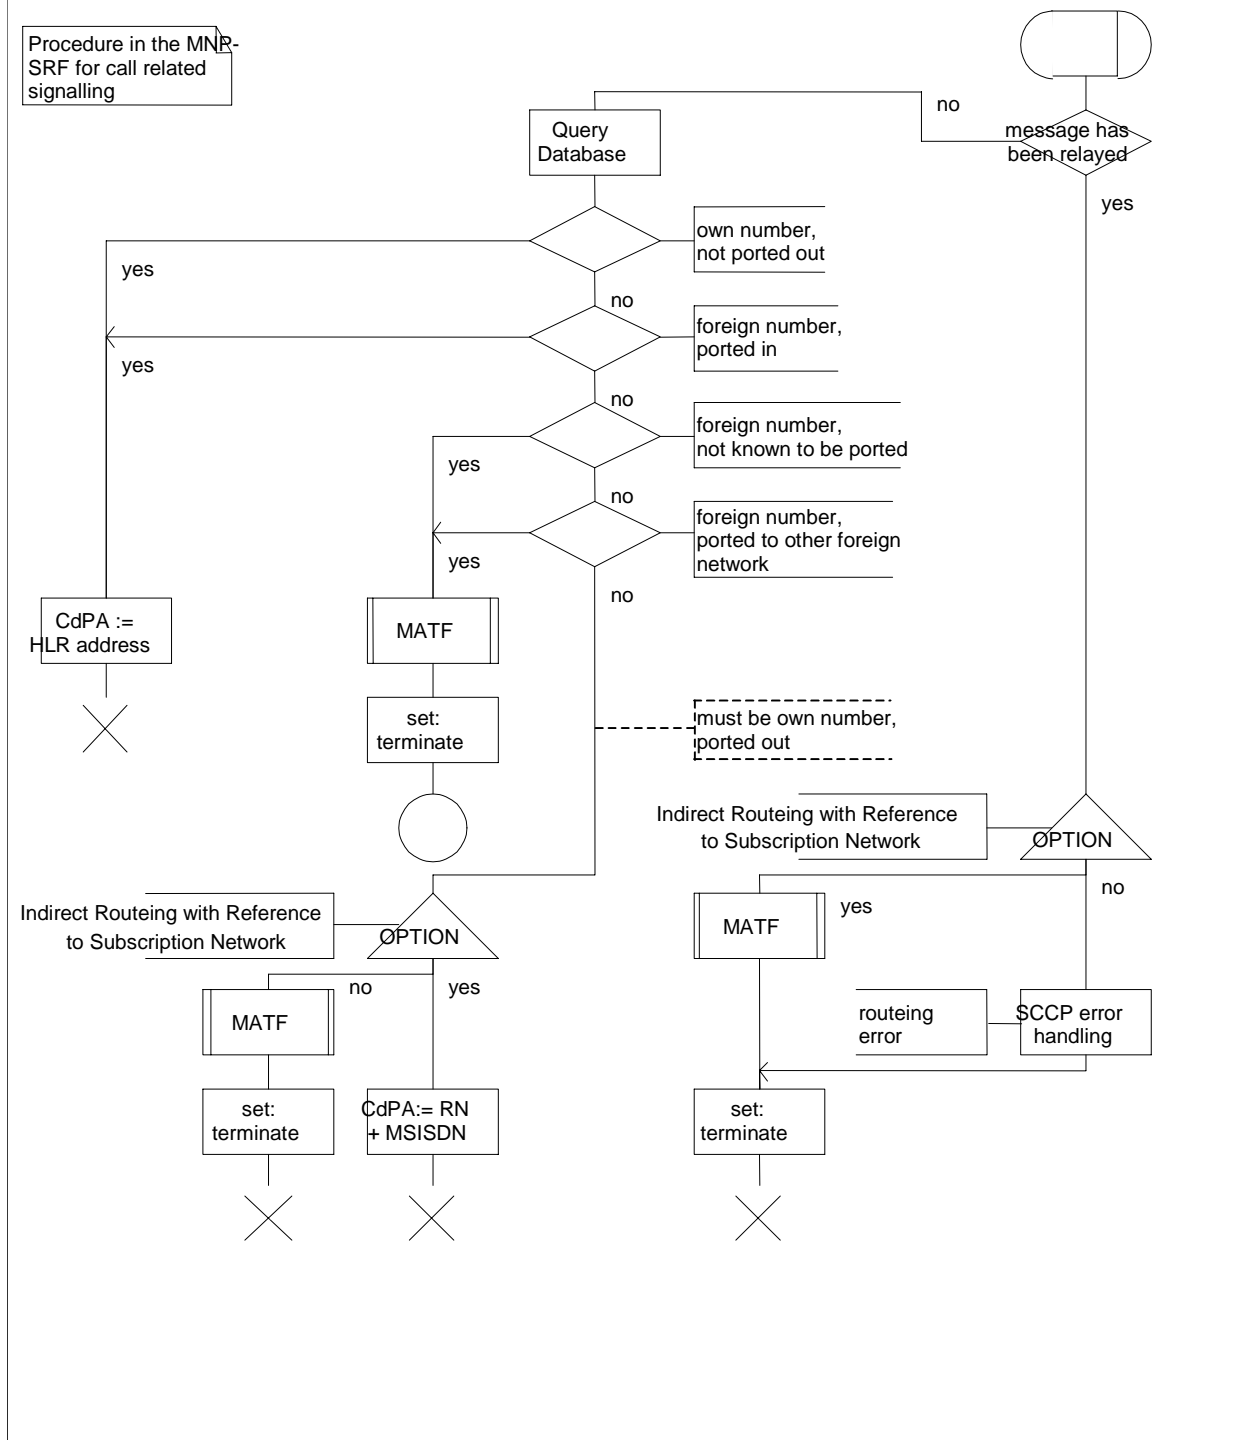 Procedure in the MNP-
SRF for call related
signalling
no
Query
Database
message has
been relayed
yes
own number,
not ported out
yes
no
foreign number,
ported in
yes
no
foreign number,
not known to be ported
yes
no
foreign number,
ported to other foreign
network
yes
no
CdPA :=
HLR address
MATF
set:
terminate
must be own number,
ported out
Indirect Routeing with Reference
to Subscription Network
OPTION
no
yes
MATF
Indirect Routeing with Reference
to Subscription Network
OPTION
no
yes
MATF
routeing
error
SCCP error
handling
set:
terminate
CdPA:= RN
+ MSISDN
set:
terminate